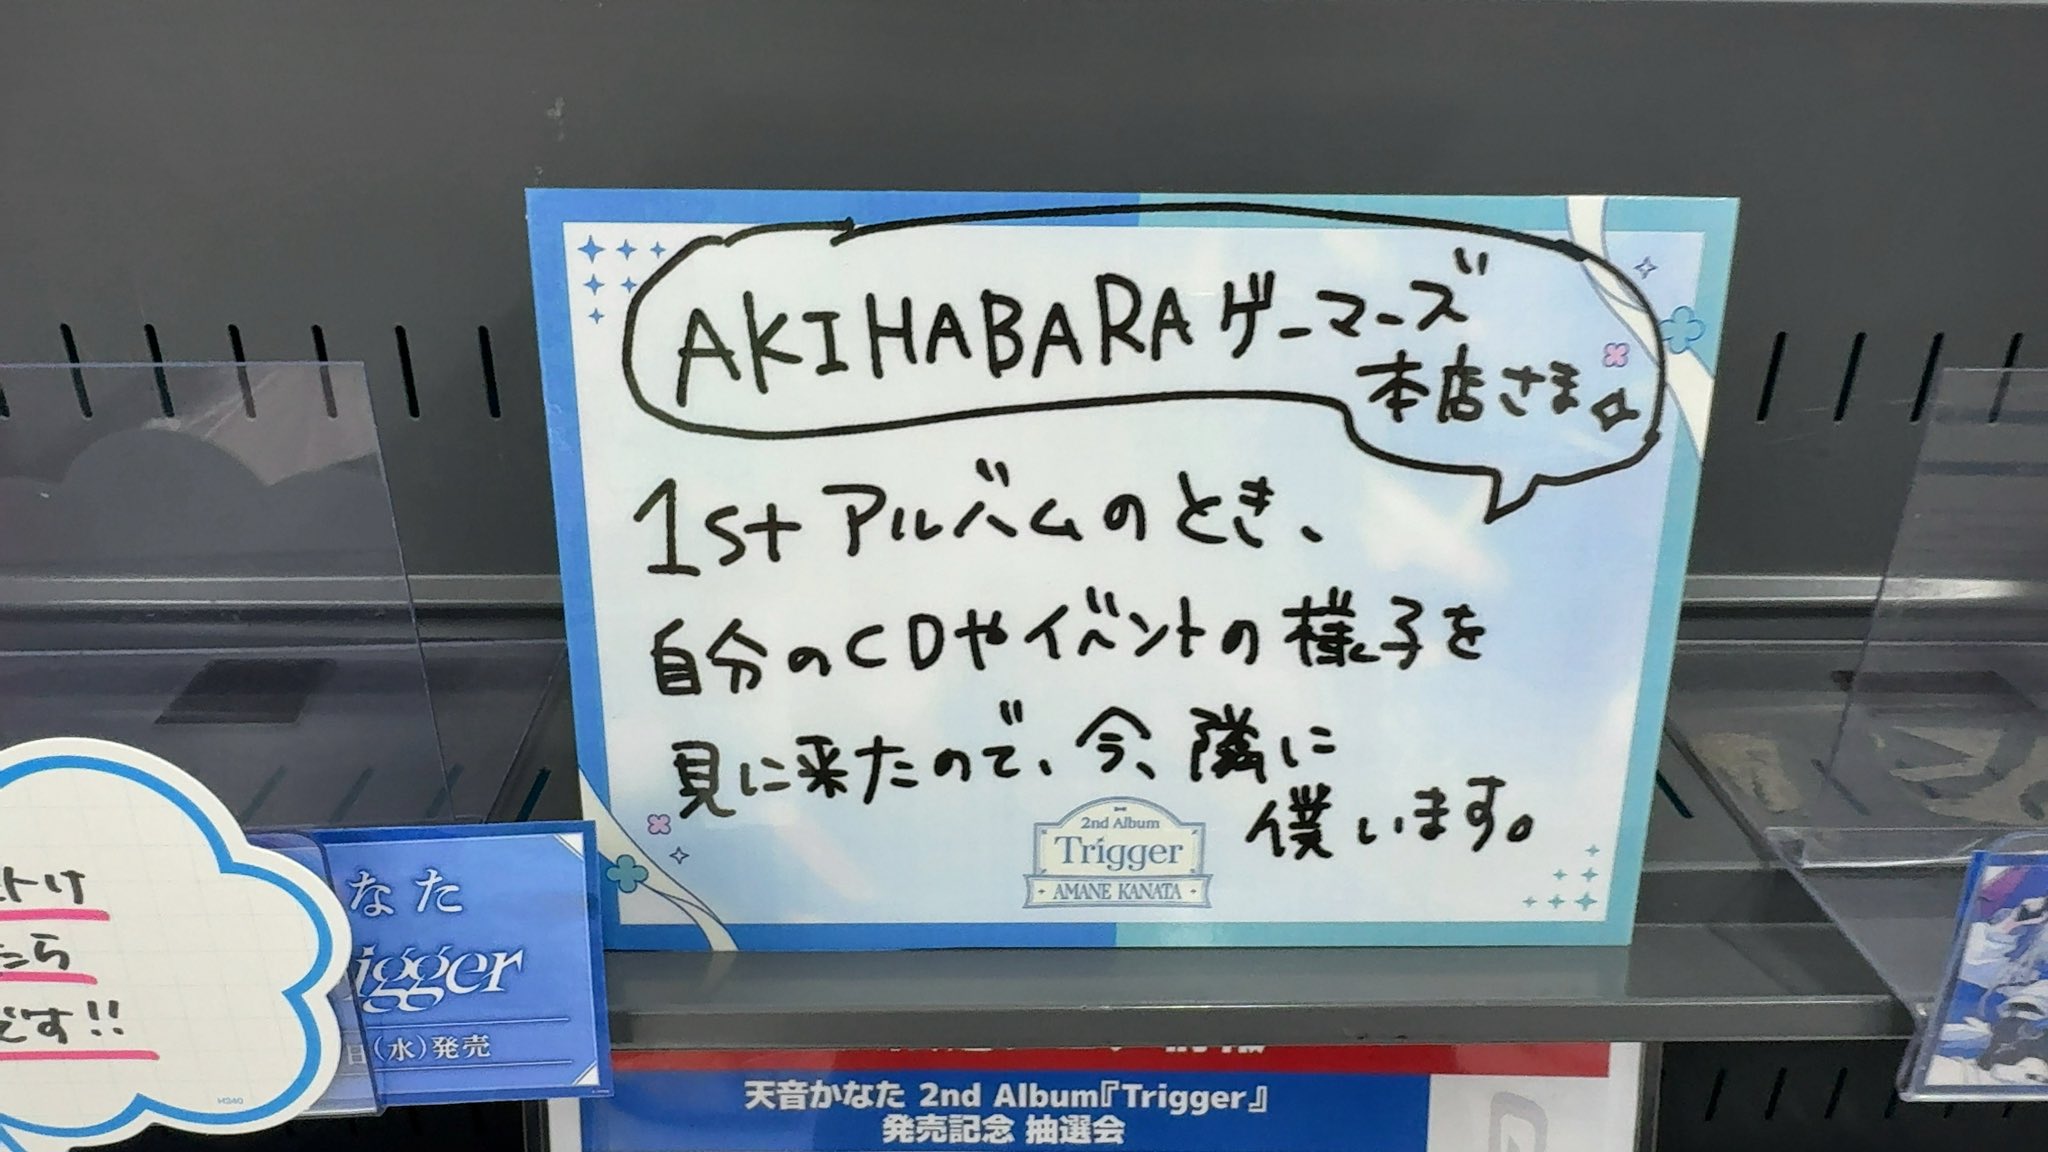 AKIHABARAゲーマーズ
本店さま
1stアルバムのとき、
自分のCDやイベントの様子を
見に来たので、今、隣に
僕います。
2nd Album
Trigger
AMANE KANATA
たら
です!!
H240
なた
igger
(水)発売
天音かなた 2nd Album『Trigger』
発売記念 抽選会